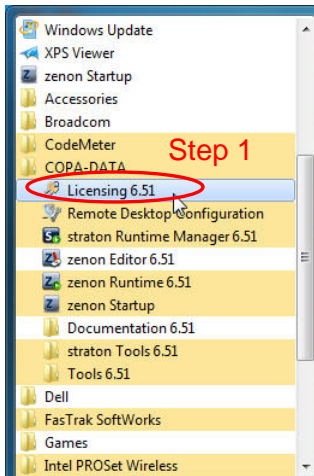 Windows Update
XPS Viewer
zenon Startup
Accessories
Broadcom
CodeMeter
Step 1
COPA-DATA
Licensing 6.51
Remote Desktop Configuration
straton Runtime Manager 6.51
zenon Editor 6.51
zenon Runtime 6.51
zenon Startup
Documentation 6.51
straton Tools 6.51
Tools 6.51
Dell
FasTrak SoftWorks
Games
Intel PROSet Wireless